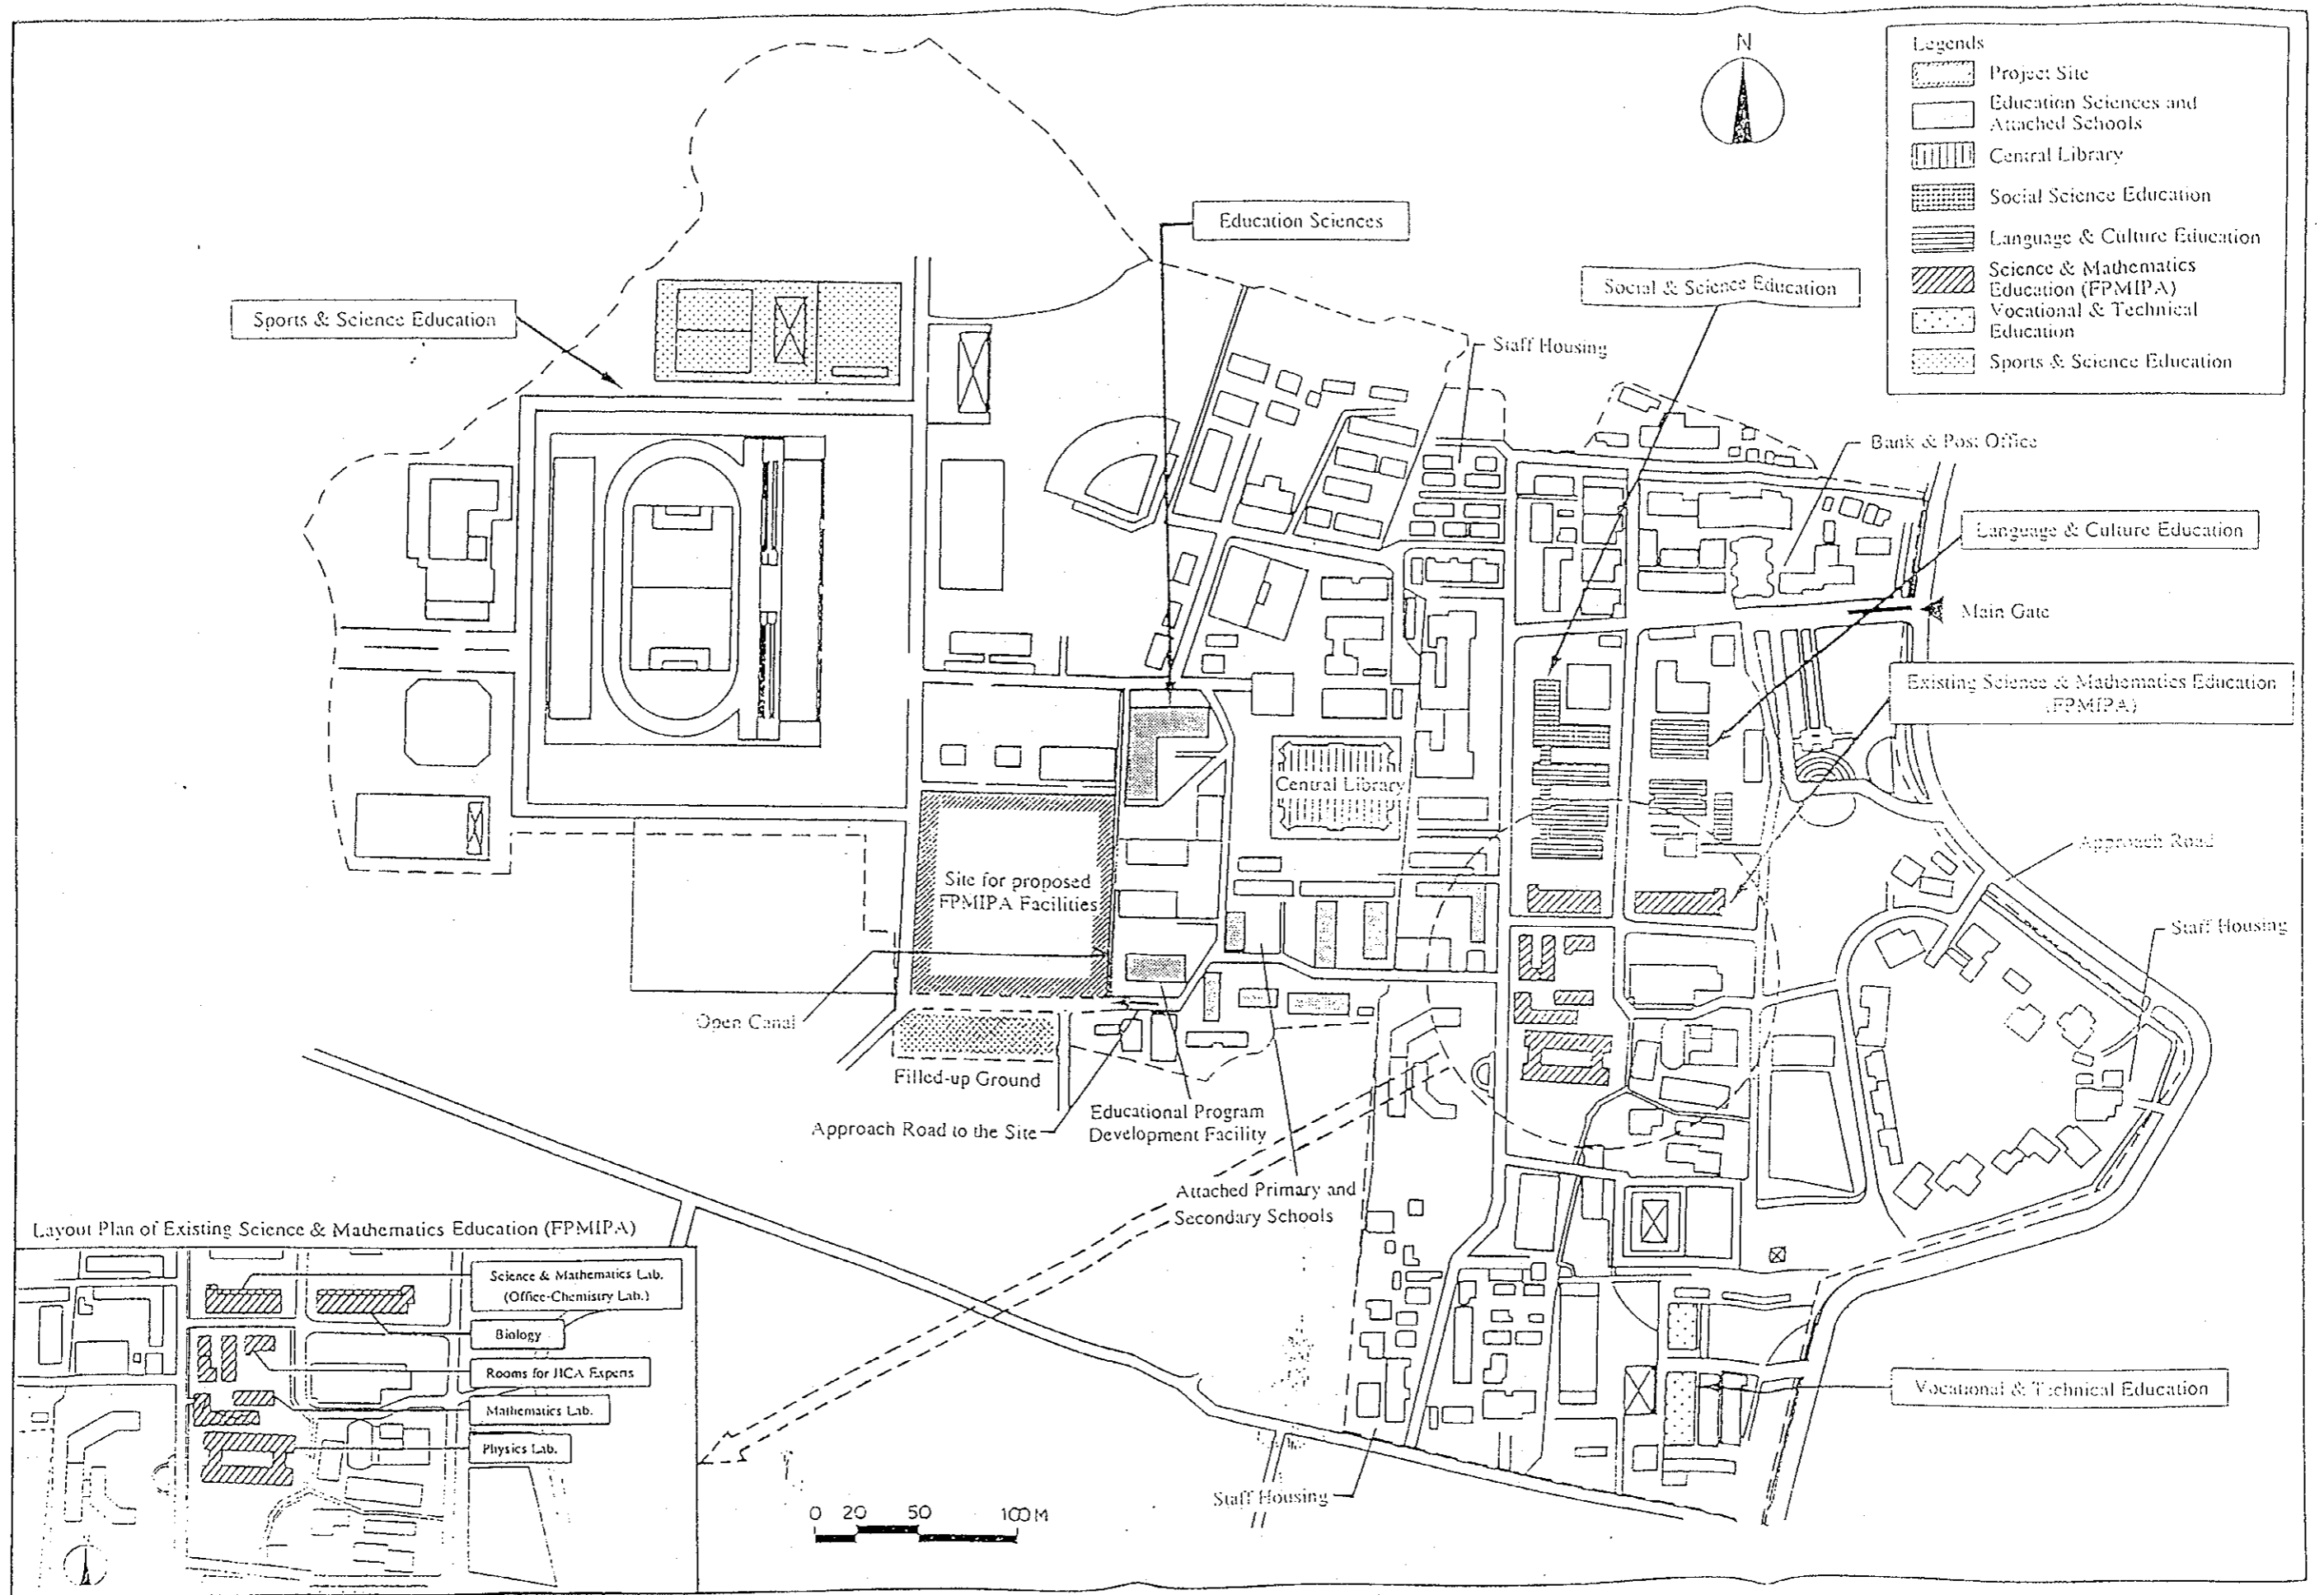 N
Legends
Project Site
Education Sciences and
Attached Schools
Central Library
Social Science Education
Language & Culture Education
Science & Mathematics
Education (FPMIPA)
Vocational & Technical
Education
Sports & Science Education
Education Sciences
Social & Science Education
Sports & Science Education
Staff Housing
Bank & Post Office
Language & Culture Education
Main Gate
Existing Science & Mathematics Education
(FPMIPA)
Central Library
Approach Road
Site for proposed
FPMIPA Facilities
Staff Housing
Open Canal
Filled-up Ground
Approach Road to the Site
Educational Program
Development Facility
Attached Primary and
Secondary Schools
Vocational & Technical Education
Staff Housing
0 20 50 100 M
Layout Plan of Existing Science & Mathematics Education (FPMIPA)
Science & Mathematics Lab.
(Office-Chemistry Lab.)
Biology
Rooms for JICA Experts
Mathematics Lab.
Physics Lab.